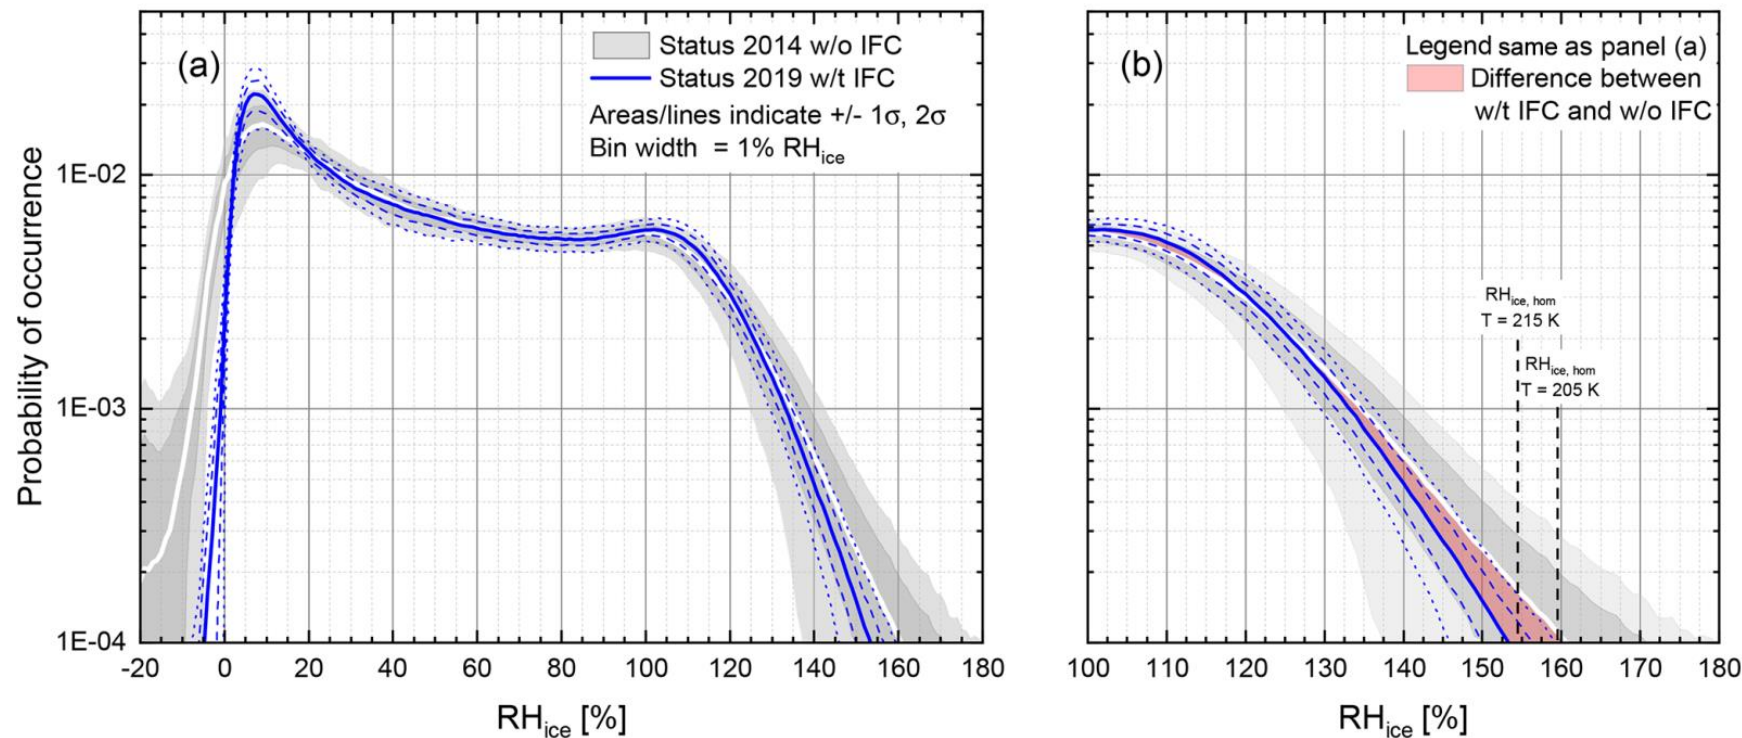 (a)
Status 2014 w/o IFC
Status 2019 w/t IFC
Areas/lines indicate +/- 1σ, 2σ
Bin width = 1% RHice
Probability of occurrence
1E-02
1E-03
1E-04
-20 0 20 40 60 80 100 120 140 160 180
RHice [%]
(b)
Legend same as panel (a)
Difference between
w/t IFC and w/o IFC
RHice, hom
T = 215 K
RHice, hom
T = 205 K
100 110 120 130 140 150 160 170 180
RHice [%]